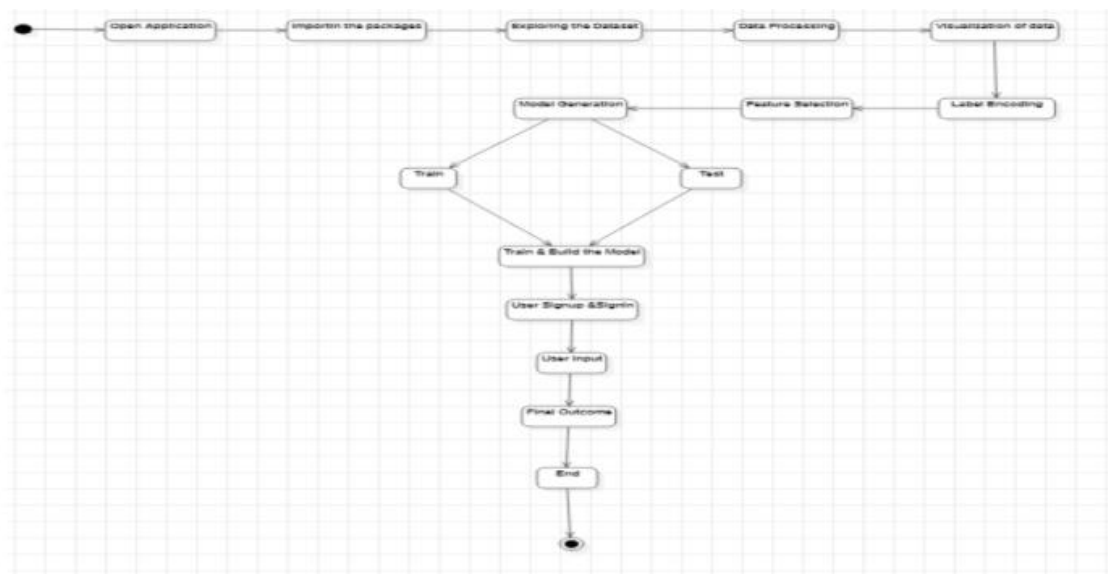 Open Application
Importin the packages
Exploring the Dataset
Data Processing
Visualization of data
Label Encoding
Feature Selection
Model Generation
Train
Test
Train & Build the Model
User Signup &Signin
User Input
Final Outcome
End